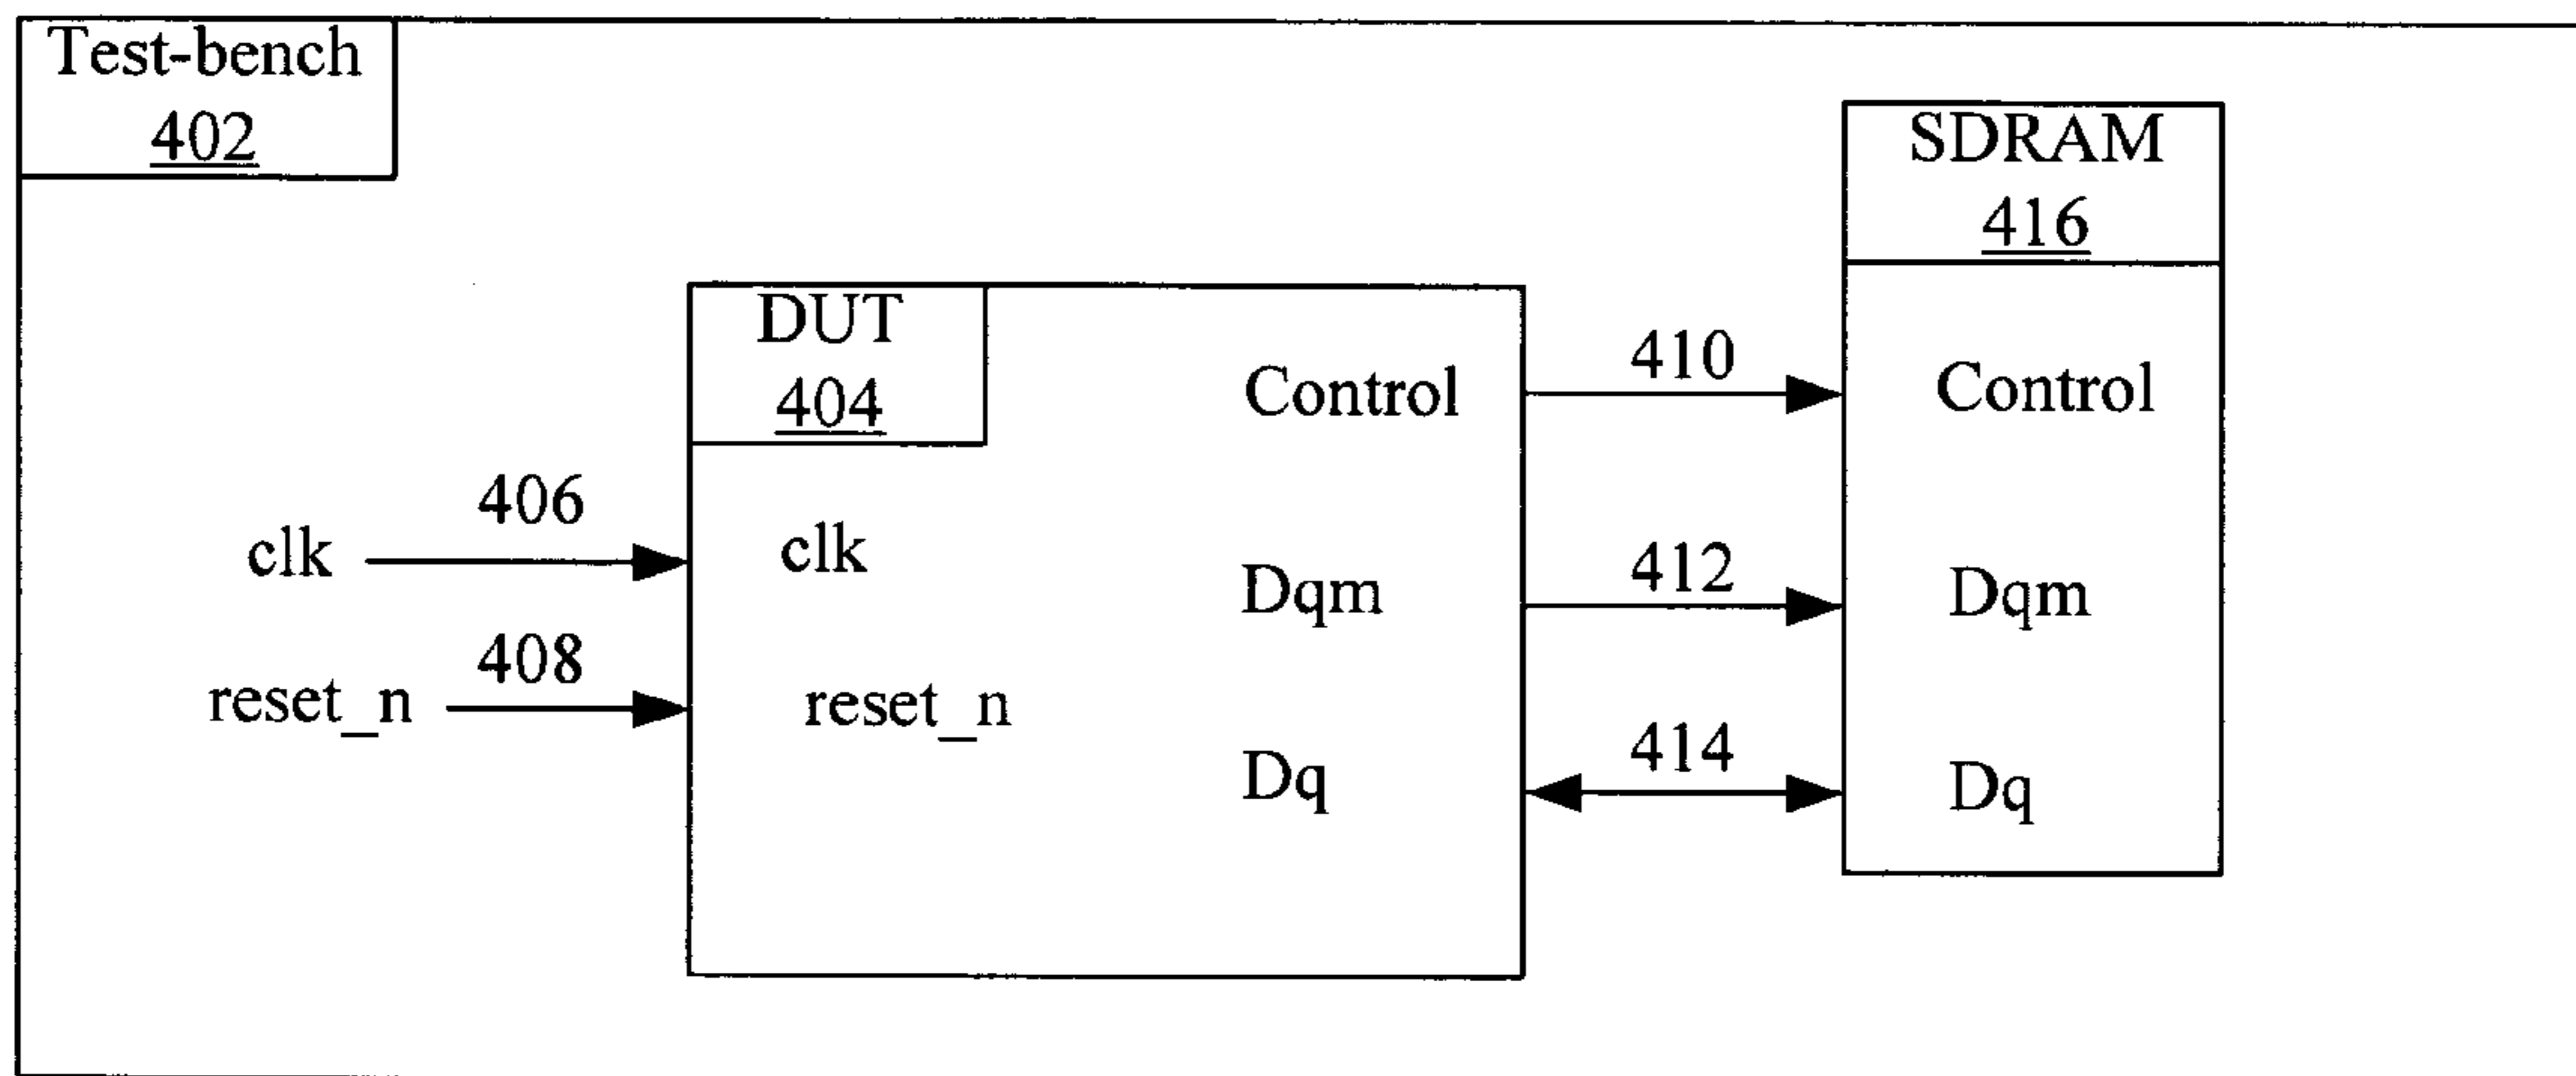 Test-bench
402
SDRAM
416
DUT
404
410
Control
Control
406
clk
clk
412
Dqm
Dqm
408
reset_n
reset_n
414
Dq
Dq